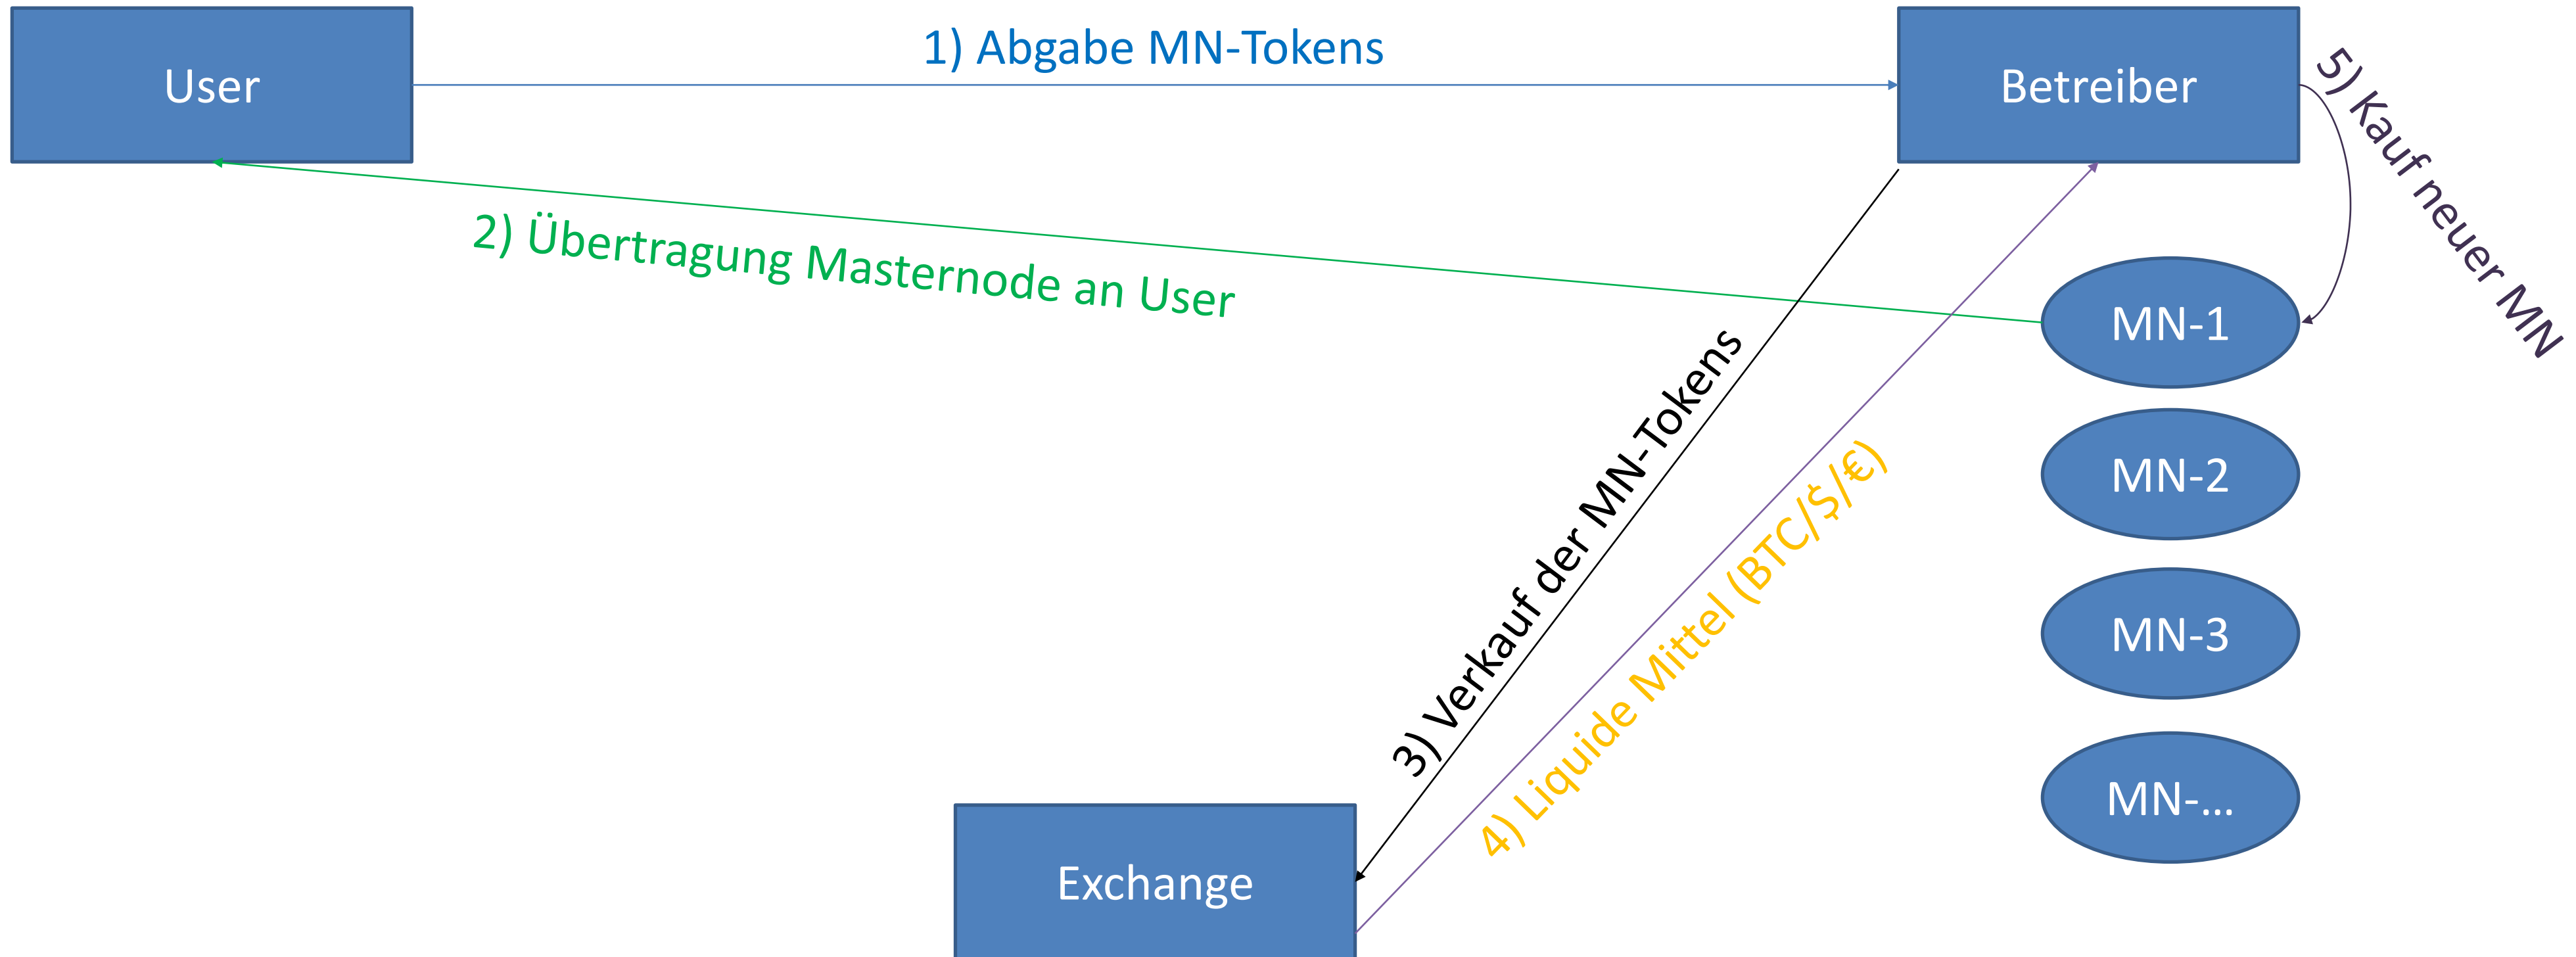 User
1) Abgabe MN-Tokens
Betreiber
5) Kauf neuer MN
2) Übertragung Masternode an User
MN-1
3) Verkauf der MN-Tokens
4) Liquide Mittel (BTC/$/€)
MN-2
MN-3
MN-...
Exchange